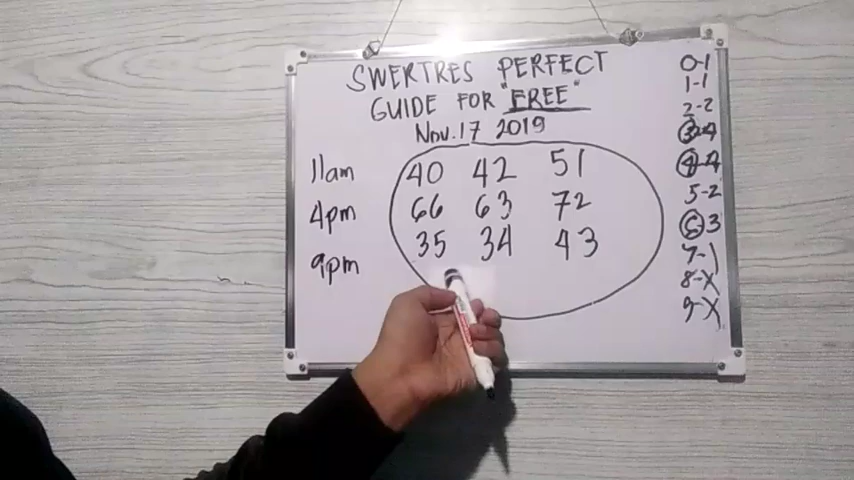 SWERTRES PERFECT
GUIDE FOR "FREE"
Nov. 17 2019
11am 40 42 51
4pm 66 63 72
9pm 35 34 43
0-1
1-1
2-2
3-4
4-4
5-2
6-3
7-1
8-X
9-X